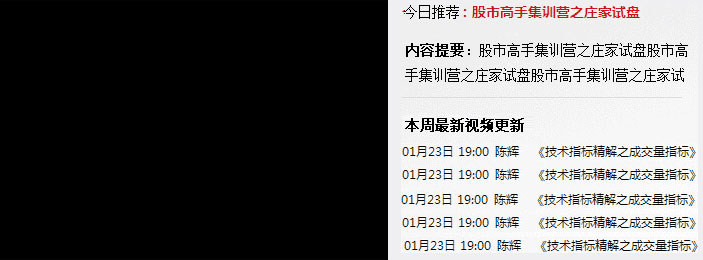 今日推荐：股市高手集训营之庄家试盘
内容提要：股市高手集训营之庄家试盘股市高
手集训营之庄家试盘股市高手集训营之庄家试
本周最新视频更新
01月23日 19:00 陈辉 《技术指标精解之成交量指标》
01月23日 19:00 陈辉 《技术指标精解之成交量指标》
01月23日 19:00 陈辉 《技术指标精解之成交量指标》
01月23日 19:00 陈辉 《技术指标精解之成交量指标》
01月23日 19:00 陈辉 《技术指标精解之成交量指标》